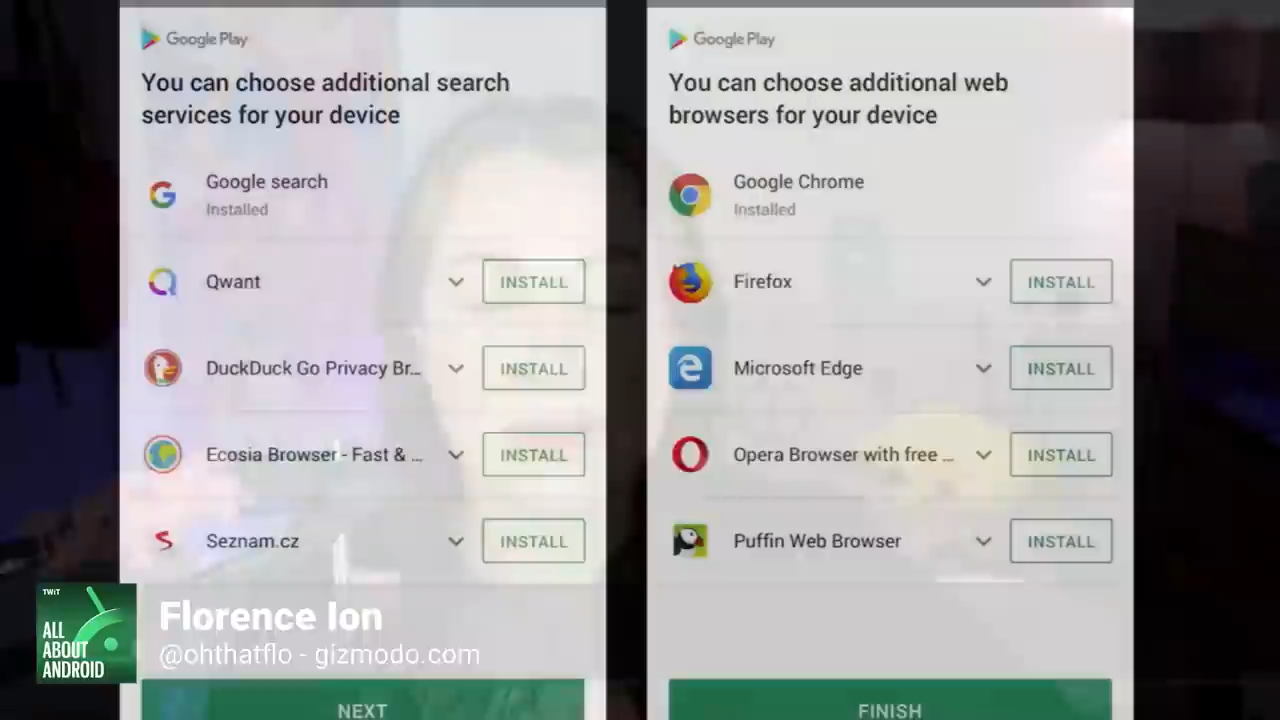 Google Play
You can choose additional search
services for your device
Google search
Installed
Qwant
INSTALL
DuckDuck Go Privacy Br...
INSTALL
Ecosia Browser - Fast & ...
INSTALL
Seznam.cz
INSTALL
NEXT
Google Play
You can choose additional web
browsers for your device
Google Chrome
Installed
Firefox
INSTALL
Microsoft Edge
INSTALL
Opera Browser with free ...
INSTALL
Puffin Web Browser
INSTALL
FINISH
TWiT
ALL
ABOUT
ANDROID
Florence Ion
@ohthatflo - gizmodo.com